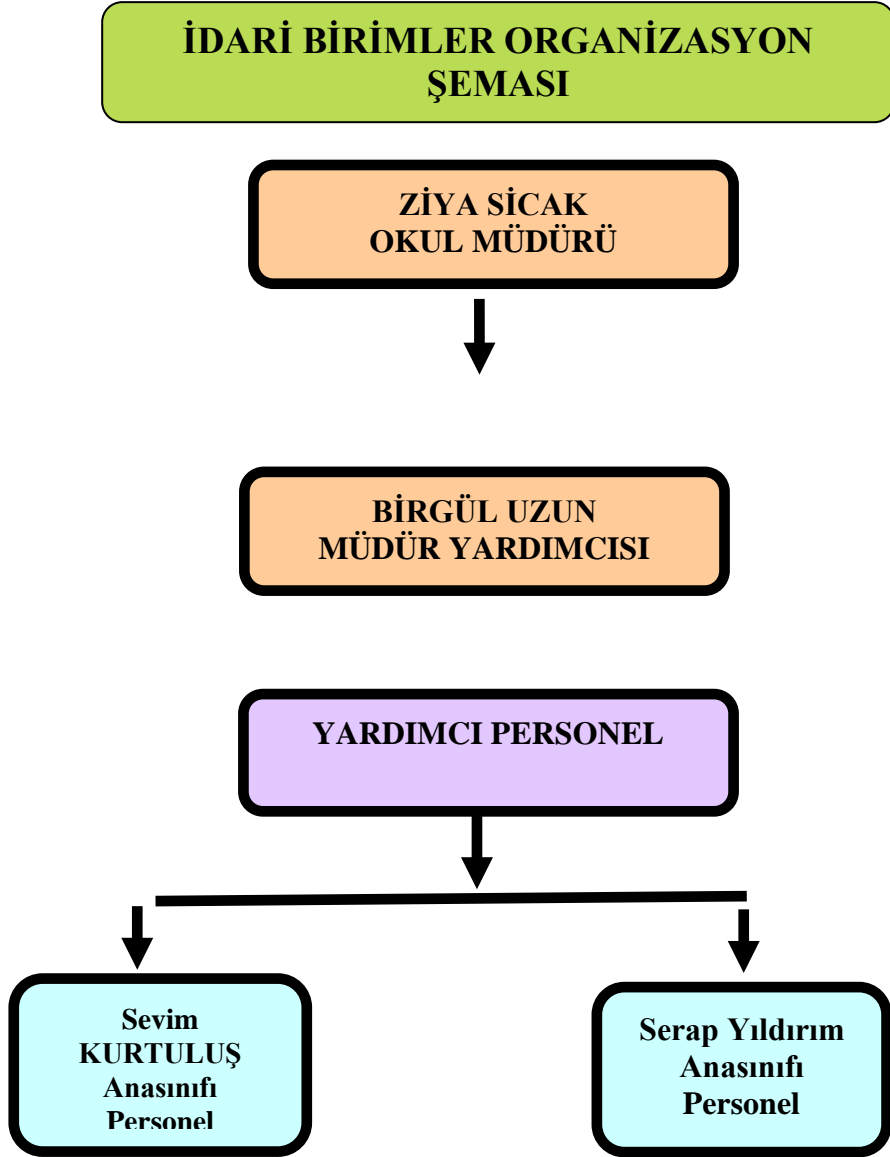 İDARİ BİRİMLER ORGANİZASYON
ŞEMASI
ZİYA SİCAK
OKUL MÜDÜRÜ
BİRGÜL UZUN
MÜDÜR YARDIMCISI
YARDIMCI PERSONEL
Sevim
KURTULUŞ
Anasınıfı
Personel
Serap Yıldırım
Anasınıfı
Personel